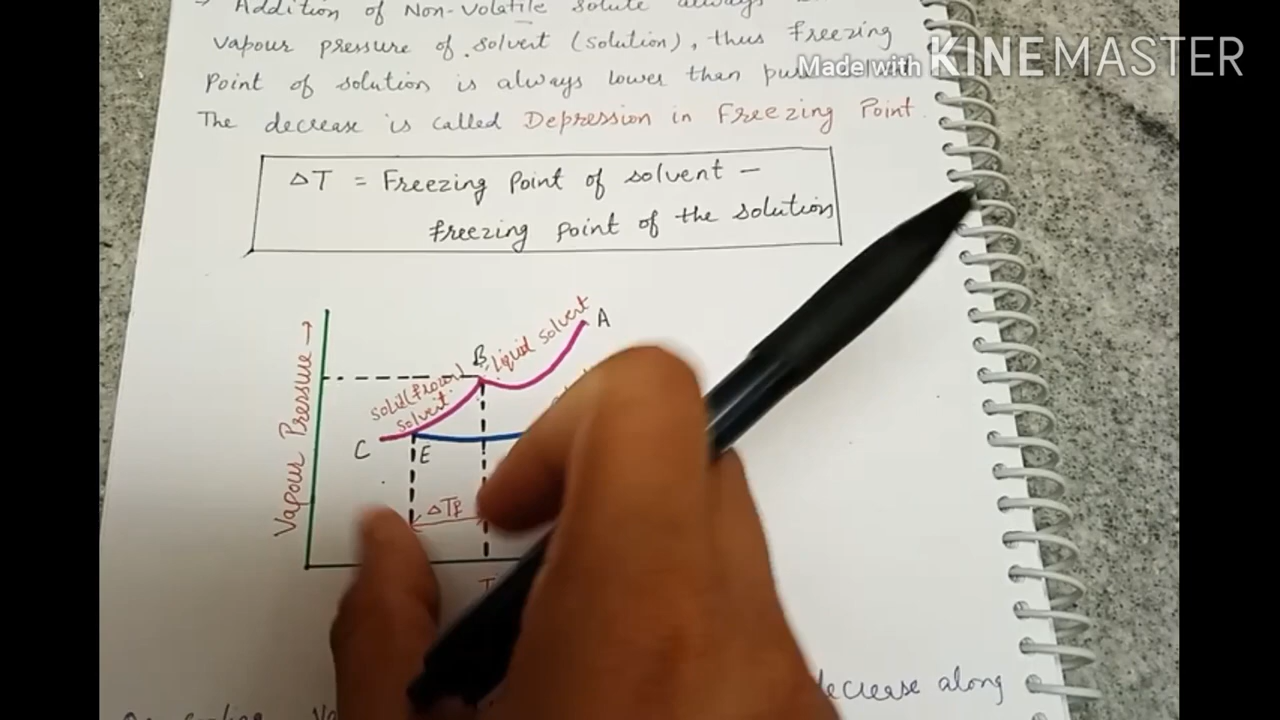 → Addition of Non-Volatile solute always
Vapour pressure of solvent (solution), thus freezing
Point of solution is always lower than pure
The decrease is called Depression in Freezing Point.
Made with KINEMASTER
ΔT = Freezing Point of solvent –
freezing point of the solution
Vapour Pressure →
solid (frozen)
solvent
B
liquid solvent
A
C
E
ΔTf
T
decrease along